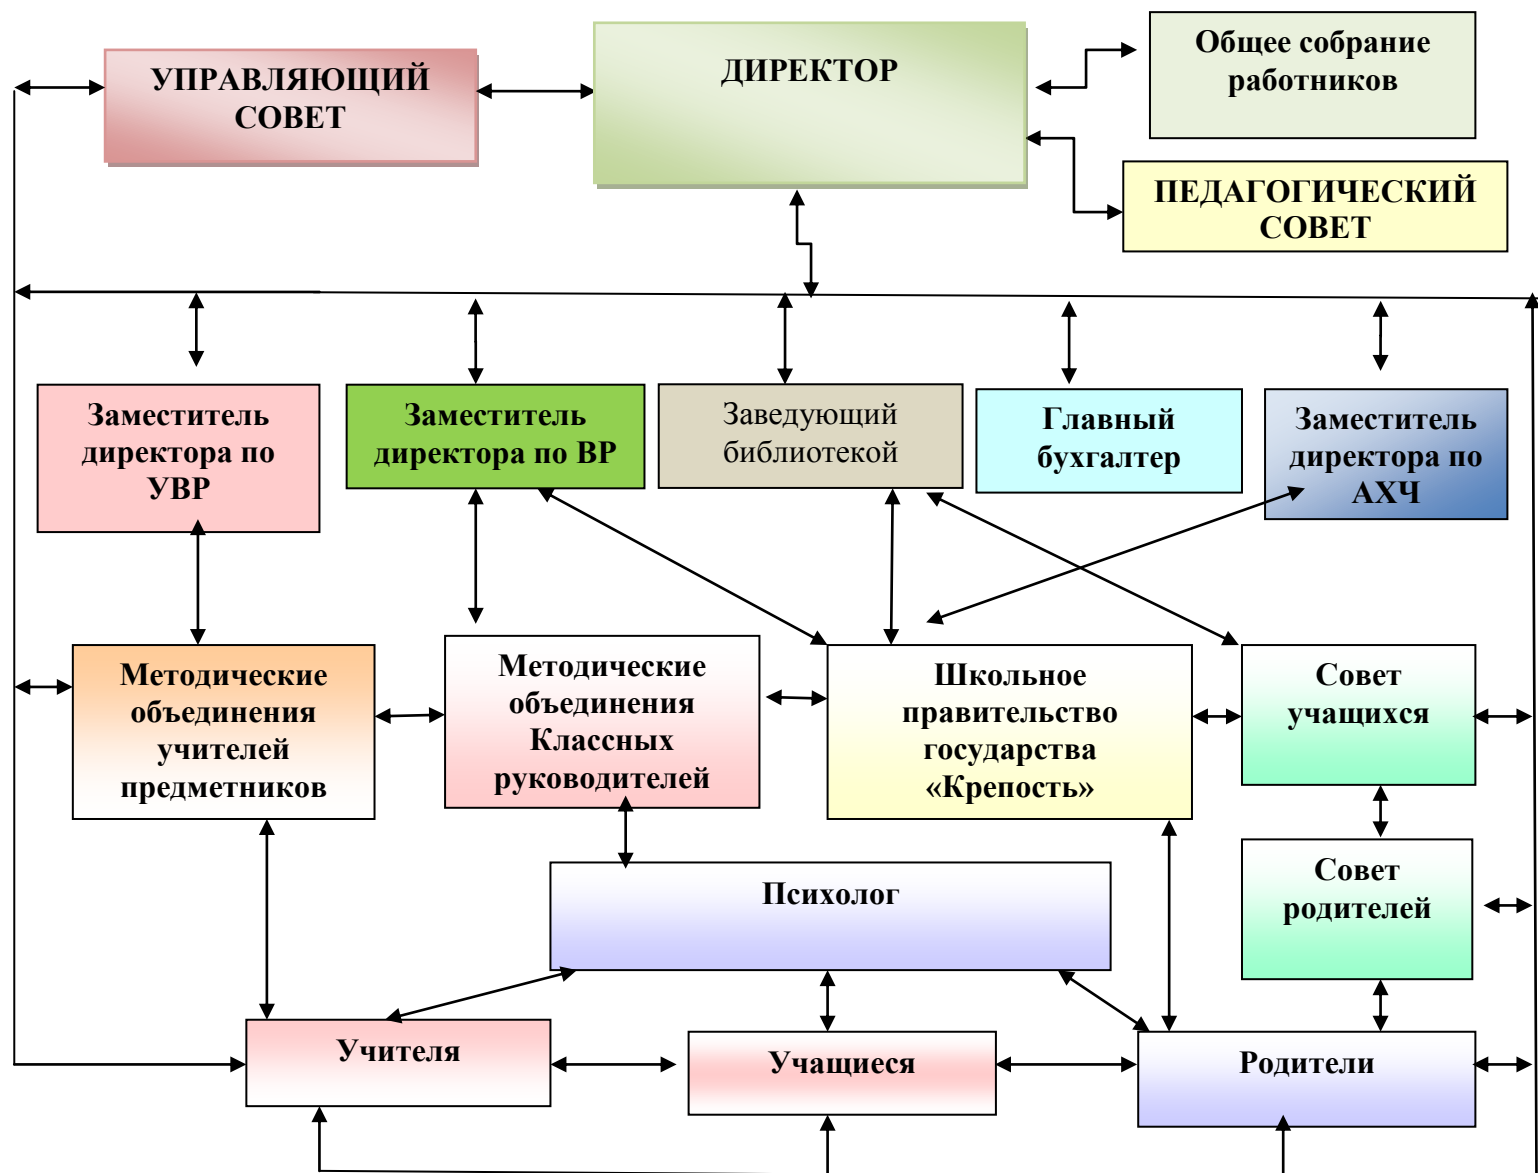 УПРАВЛЯЮЩИЙ
СОВЕТ
ДИРЕКТОР
Общее собрание
работников
ПЕДАГОГИЧЕСКИЙ
СОВЕТ
Заместитель
директора по
УВР
Заместитель
директора по ВР
Заведующий
библиотекой
Главный
бухгалтер
Заместитель
директора по
АХЧ
Методические
объединения
учителей
предметников
Методические
объединения
Классных
руководителей
Школьное
правительство
государства
«Крепость»
Совет
учащихся
Психолог
Совет
родителей
Учителя
Учащиеся
Родители